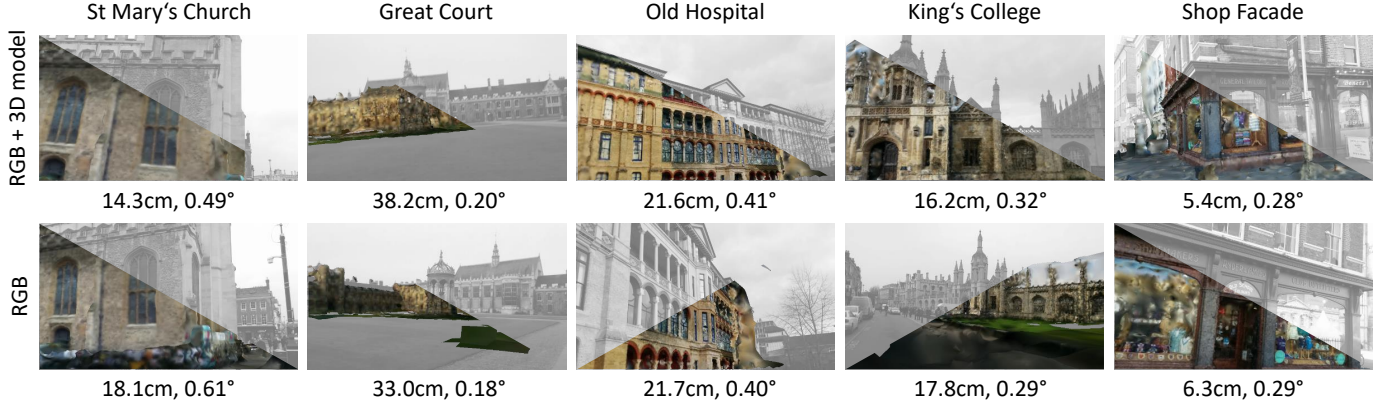 St Mary‘s Church Great Court Old Hospital King‘s College Shop Facade
RGB + 3D model
14.3cm, 0.49° 38.2cm, 0.20° 21.6cm, 0.41° 16.2cm, 0.32° 5.4cm, 0.28°
RGB
18.1cm, 0.61° 33.0cm, 0.18° 21.7cm, 0.40° 17.8cm, 0.29° 6.3cm, 0.29°